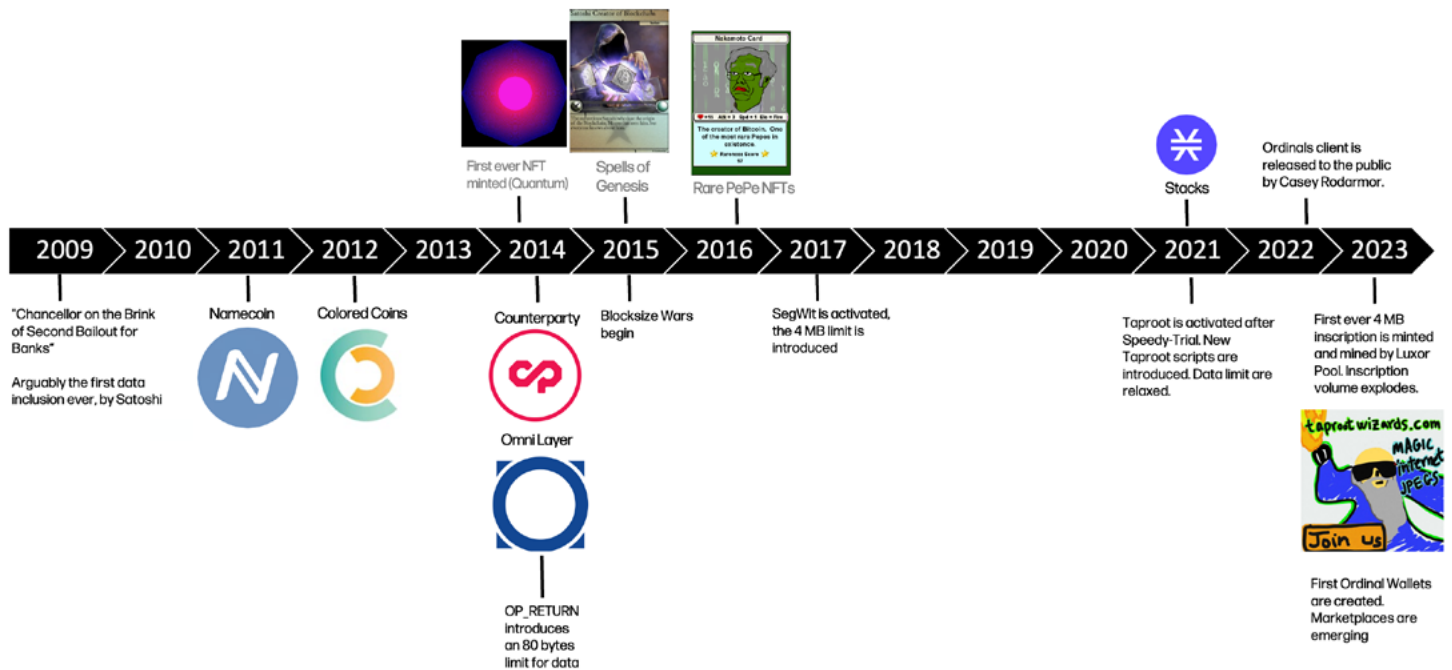 Satoshi Creator of Blockchains
Nakamoto Card
The creator of Bitcoin. One
of the most rare Pepes in
existence.
Rareness Score
First ever NFT
minted (Quantum)
Spells of
Genesis
Rare PePe NFTs
Stacks
Ordinals client is
released to the public
by Casey Rodarmor.
2009
2010
2011
2012
2013
2014
2015
2016
2017
2018
2019
2020
2021
2022
2023
"Chancellor on the Brink
of Second Bailout for
Banks"
Arguably the first data
inclusion ever, by Satoshi
Namecoin
Colored Coins
Counterparty
Omni Layer
OP_RETURN
introduces
an 80 bytes
limit for data
Blocksize Wars
begin
SegWit is activated,
the 4 MB limit is
introduced
Taproot is activated after
Speedy-Trial. New
Taproot scripts are
introduced. Data limit are
relaxed.
First ever 4 MB
inscription is minted
and mined by Luxor
Pool. Inscription
volume explodes.
taprootwizards.com
MAGIC
internet
JPEGS
Join us
First Ordinal Wallets
are created.
Marketplaces are
emerging